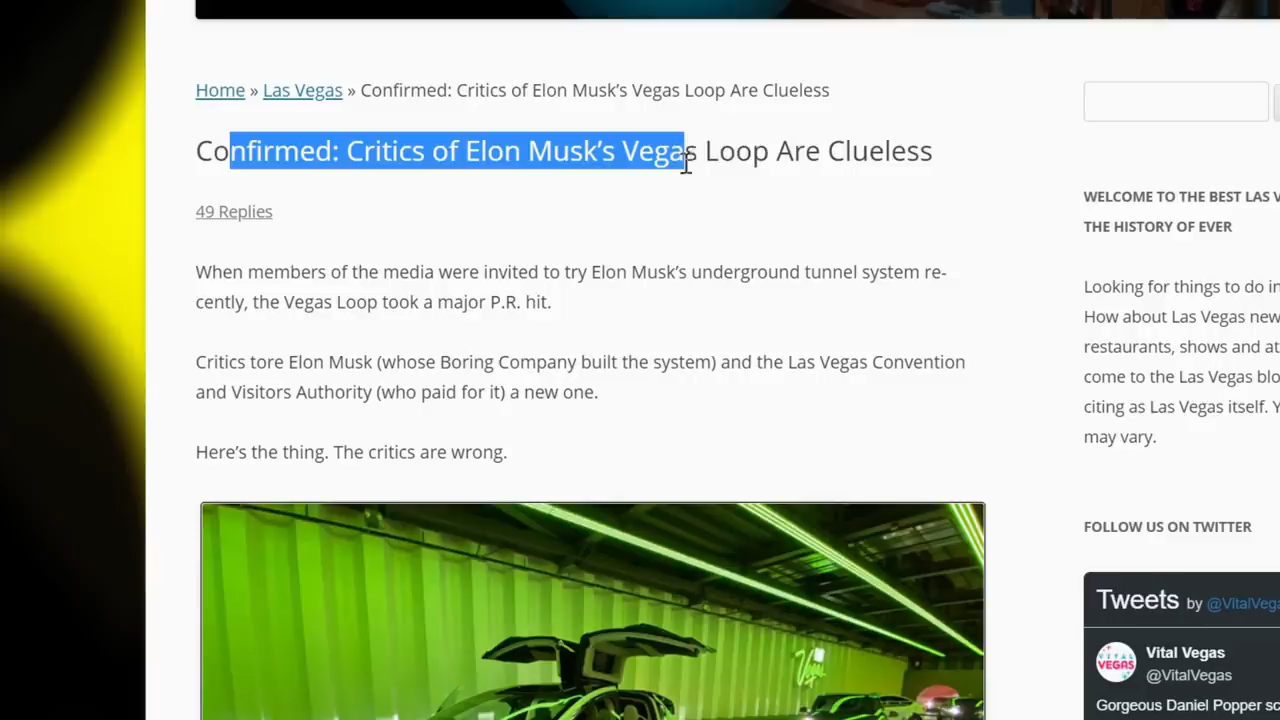 Home » Las Vegas » Confirmed: Critics of Elon Musk’s Vegas Loop Are Clueless
Confirmed: Critics of Elon Musk’s Vegas Loop Are Clueless
49 Replies
When members of the media were invited to try Elon Musk’s underground tunnel system re-
cently, the Vegas Loop took a major P.R. hit.
Critics tore Elon Musk (whose Boring Company built the system) and the Las Vegas Convention
and Visitors Authority (who paid for it) a new one.
Here’s the thing. The critics are wrong.
Vegas
WELCOME TO THE BEST LAS V
THE HISTORY OF EVER
Looking for things to do in
How about Las Vegas new
restaurants, shows and at
come to the Las Vegas blo
citing as Las Vegas itself. Y
may vary.
FOLLOW US ON TWITTER
Tweets by @VitalVega
VITAL
VEGAS
Vital Vegas
@VitalVegas
Gorgeous Daniel Popper sc